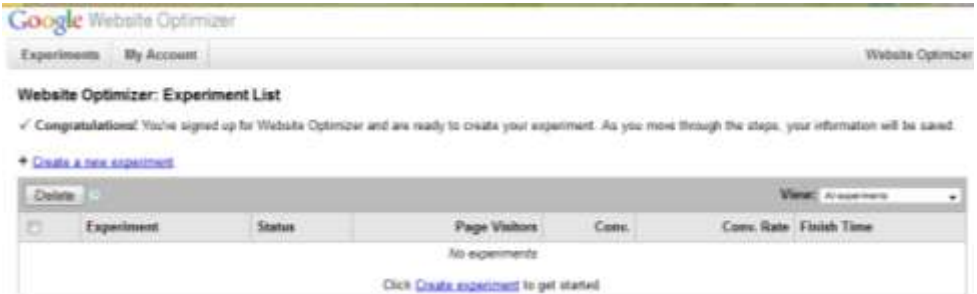 Google Website Optimizer
Experiments My Account Website Optimizer
Website Optimizer: Experiment List
✓ Congratulations! You've signed up for Website Optimizer and are ready to create your experiment. As you move through the steps, your information will be saved.
+ Create a new experiment
Delete View: All experiments
Experiment Status Page Visitors Conv. Conv. Rate Finish Time
No experiments
Click Create experiment to get started